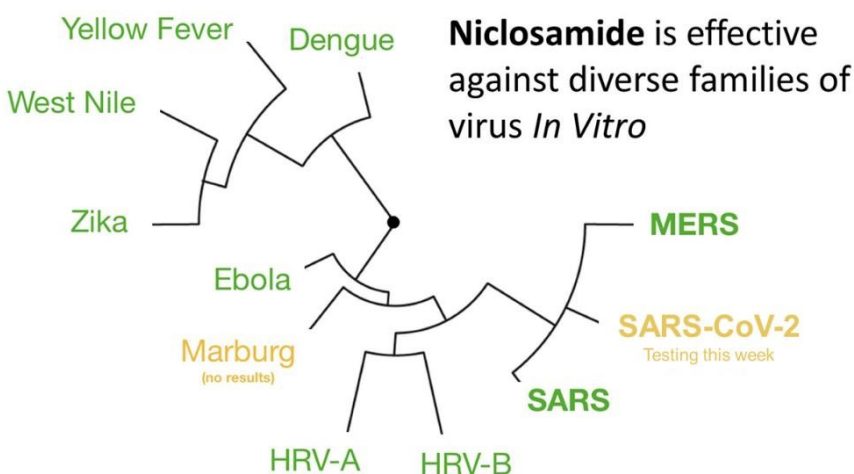 Niclosamide is effective
against diverse families of
virus In Vitro
Yellow Fever
Dengue
West Nile
Zika
Ebola
Marburg
(no results)
HRV-A
HRV-B
MERS
SARS-CoV-2
Testing this week
SARS